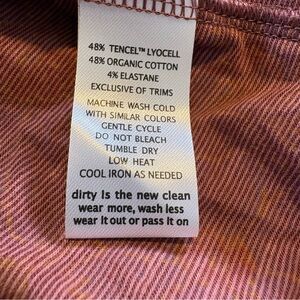 48% TENCEL™ LYOCELL
48% ORGANIC COTTON
4% ELASTANE
EXCLUSIVE OF TRIMS
MACHINE WASH COLD
WITH SIMILAR COLORS
GENTLE CYCLE
DO NOT BLEACH
TUMBLE DRY
LOW HEAT
COOL IRON AS NEEDED
dirty is the new clean
wear more, wash less
wear it out or pass it on